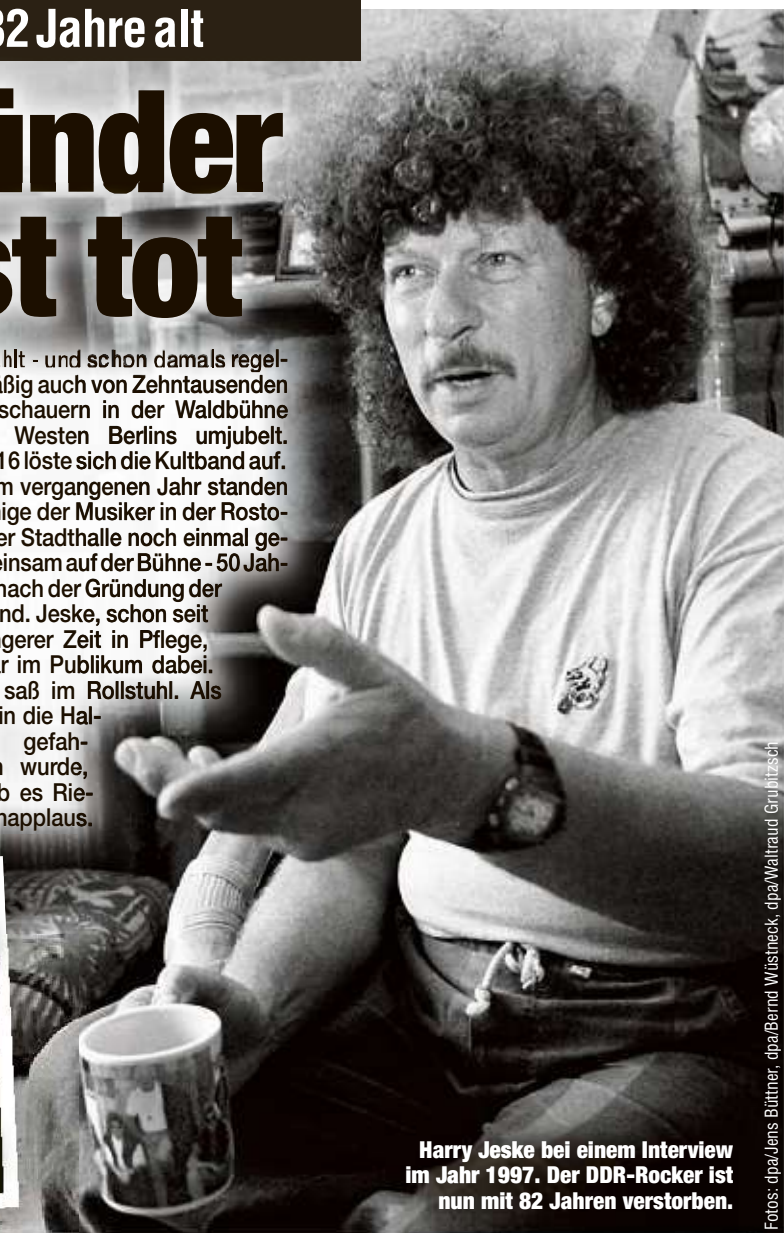 32 Jahre alt
ünder
st tot
hlt - und schon damals regel-
äßig auch von Zehntausenden
schauern in der Waldbühne
Westen Berlins umjubelt.
16 löste sich die Kultband auf.
m vergangenen Jahr standen
nige der Musiker in der Rosto-
er Stadthalle noch einmal ge-
einsam auf der Bühne - 50 Jah-
nach der Gründung der
nd. Jeske, schon seit
ngerer Zeit in Pflege,
ar im Publikum dabei.
saß im Rollstuhl. Als
in die Hal-
gefah-
n wurde,
b es Rie-
napplaus.
Harry Jeske bei einem Interview
im Jahr 1997. Der DDR-Rocker ist
nun mit 82 Jahren verstorben.
Fotos: dpa/Jens Büttner, dpa/Bernd Wüstneck, dpa/Waltraud Grubitzsch